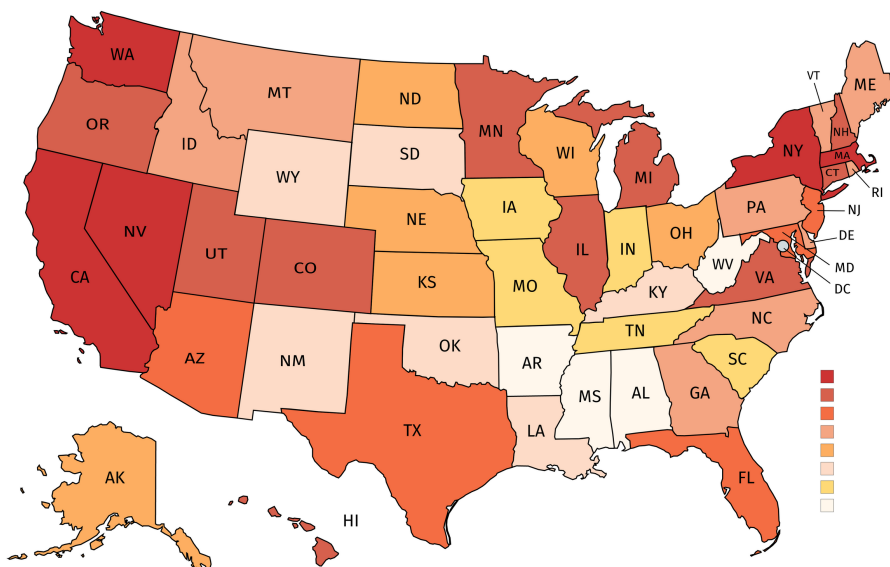 WA
VT
ME
MT
ND
OR
MN
NH
ID
NY
MA
WI
SD
CT
WY
MI
RI
PA
NJ
IA
NE
NV
OH
DE
UT
IL
IN
CO
WV
MD
CA
VA
KS
MO
DC
KY
NC
TN
OK
AZ
NM
AR
SC
MS
AL
GA
TX
LA
AK
FL
HI